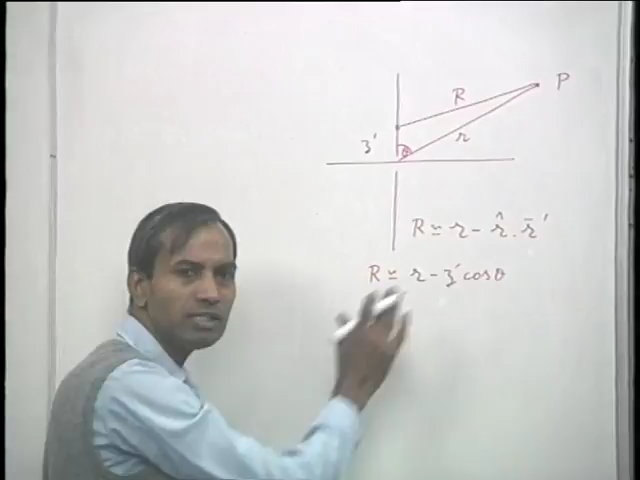 P
R
z'
θ
r
R ≃ r - r̂ . r̄'
R ≃ r - z' cosθ